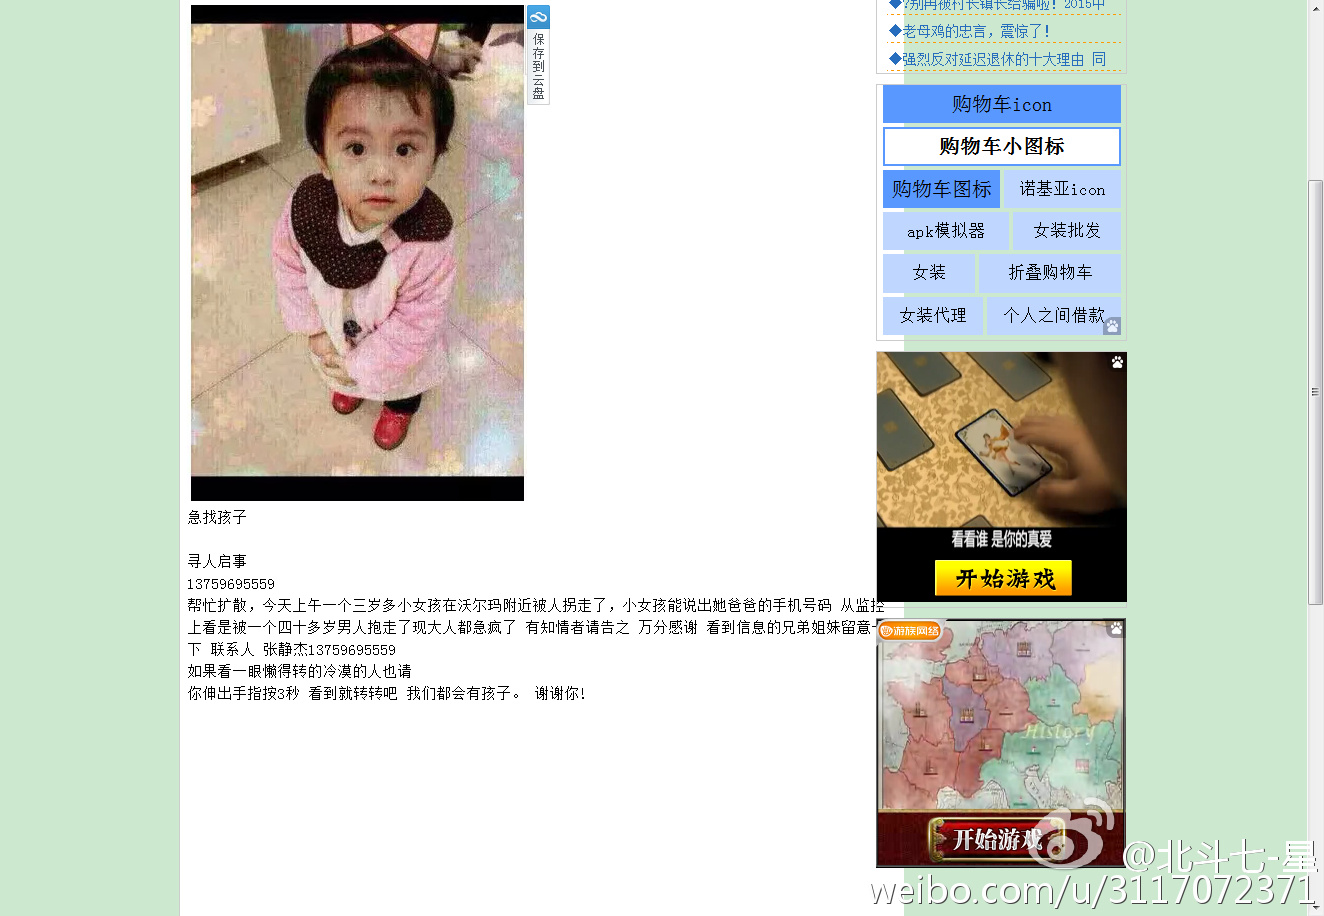 保存到云盘
急找孩子
寻人启事
13759695559
帮忙扩散，今天上午一个三岁多小女孩在沃尔玛附近被人拐走了，小女孩能说出她爸爸的手机号码 从监控
上看是被一个四十多岁男人抱走了现大人都急疯了 有知情者请告之 万分感谢 看到信息的兄弟姐妹留意
下 联系人 张静杰13759695559
如果看一眼懒得转的冷漠的人也请
你伸出手指按3秒 看到就转转吧 我们都会有孩子。 谢谢你!
◆?别再被村长镇长给骗啦! 2015中
◆老母鸡的忠言，震惊了!
◆强烈反对延迟退休的十大理由 同
购物车icon
购物车小图标
购物车图标 诺基亚icon
apk模拟器 女装批发
女装 折叠购物车
女装代理 个人之间借款
看看谁 是你的真爱
开始游戏
游族网络
History
开始游戏
@北斗七-星
weibo.com/u/3117072371